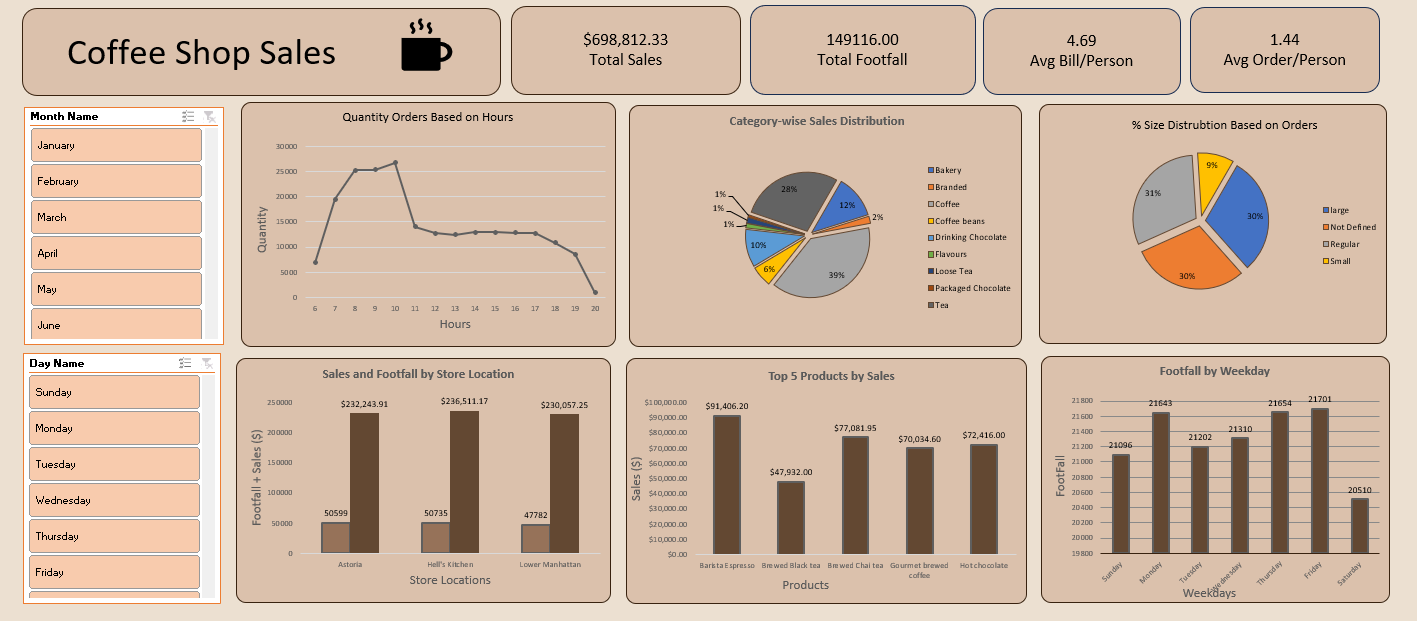 Coffee Shop Sales
$698,812.33
Total Sales
149116.00
Total Footfall
4.69
Avg Bill/Person
1.44
Avg Order/Person
Month Name
January
February
March
April
May
June
Day Name
Sunday
Monday
Tuesday
Wednesday
Thursday
Friday
Quantity Orders Based on Hours
Quantity
30000
25000
20000
15000
10000
5000
0
6 7 8 9 10 11 12 13 14 15 16 17 18 19 20
Hours
Category-wise Sales Distribution
12%
2%
39%
6%
10%
1%
1%
1%
28%
Bakery
Branded
Coffee
Coffee beans
Drinking Chocolate
Flavours
Loose Tea
Packaged Chocolate
Tea
% Size Distrubtion Based on Orders
30%
30%
31%
9%
large
Not Defined
Regular
Small
Sales and Footfall by Store Location
Footfall + Sales ($)
250000
200000
150000
100000
50000
0
$232,243.91
$236,511.17
$230,057.25
50599
50735
47782
Astoria
Hell's Kitchen
Lower Manhattan
Store Locations
Top 5 Products by Sales
Sales ($)
$100,000.00
$90,000.00
$80,000.00
$70,000.00
$60,000.00
$50,000.00
$40,000.00
$30,000.00
$20,000.00
$10,000.00
$0.00
$91,406.20
$47,932.00
$77,081.95
$70,034.60
$72,416.00
Barista Espresso
Brewed Black tea
Brewed Chai tea
Gourmet brewed
coffee
Hot chocolate
Products
Footfall by Weekday
FootFall
21800
21600
21400
21200
21000
20800
20600
20400
20200
20000
19800
21096
21643
21202
21310
21654
21701
20510
Sunday
Monday
Tuesday
Wednesday
Thursday
Friday
Saturday
Weekdays